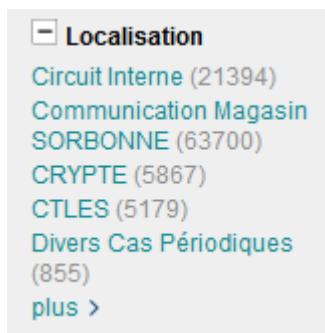 Localisation
Circuit Interne (21394)
Communication Magasin
SORBONNE (63700)
CRYPTE (5867)
CTLES (5179)
Divers Cas Périodiques
(855)
plus >